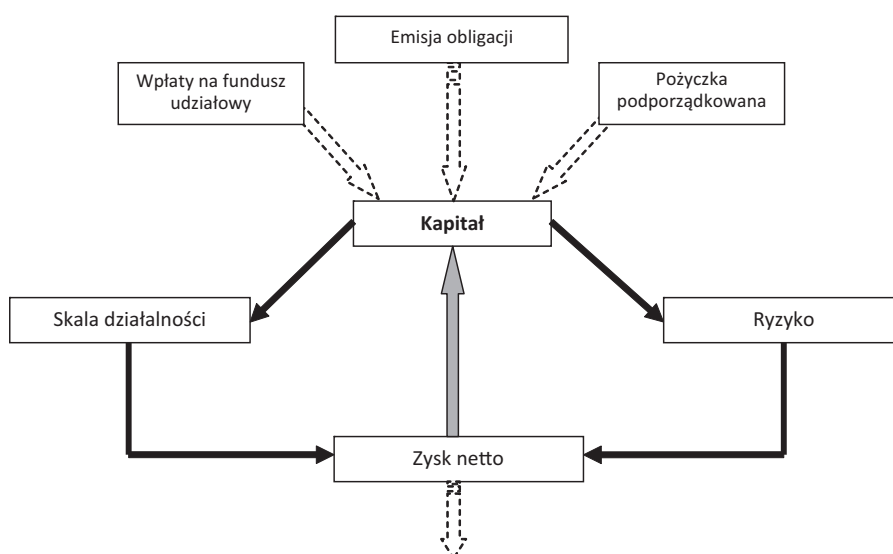 Emisja obligacji
Wpłaty na fundusz
udziałowy
Pożyczka
podporządkowana
Kapitał
Skala działalności
Ryzyko
Zysk netto